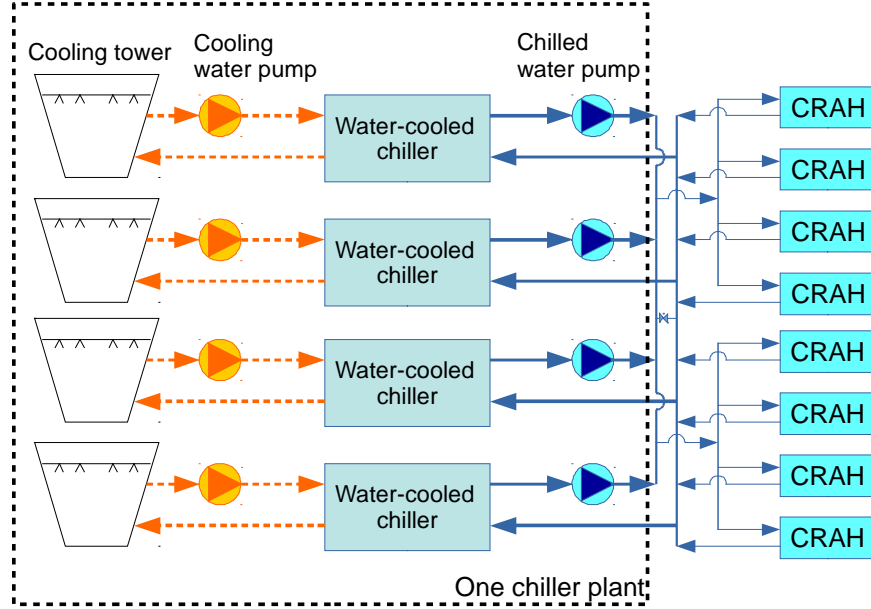 Cooling tower
Cooling
water pump
Chilled
water pump
Water-cooled
chiller
CRAH
CRAH
Water-cooled
chiller
CRAH
CRAH
Water-cooled
chiller
CRAH
CRAH
Water-cooled
chiller
CRAH
CRAH
One chiller plant